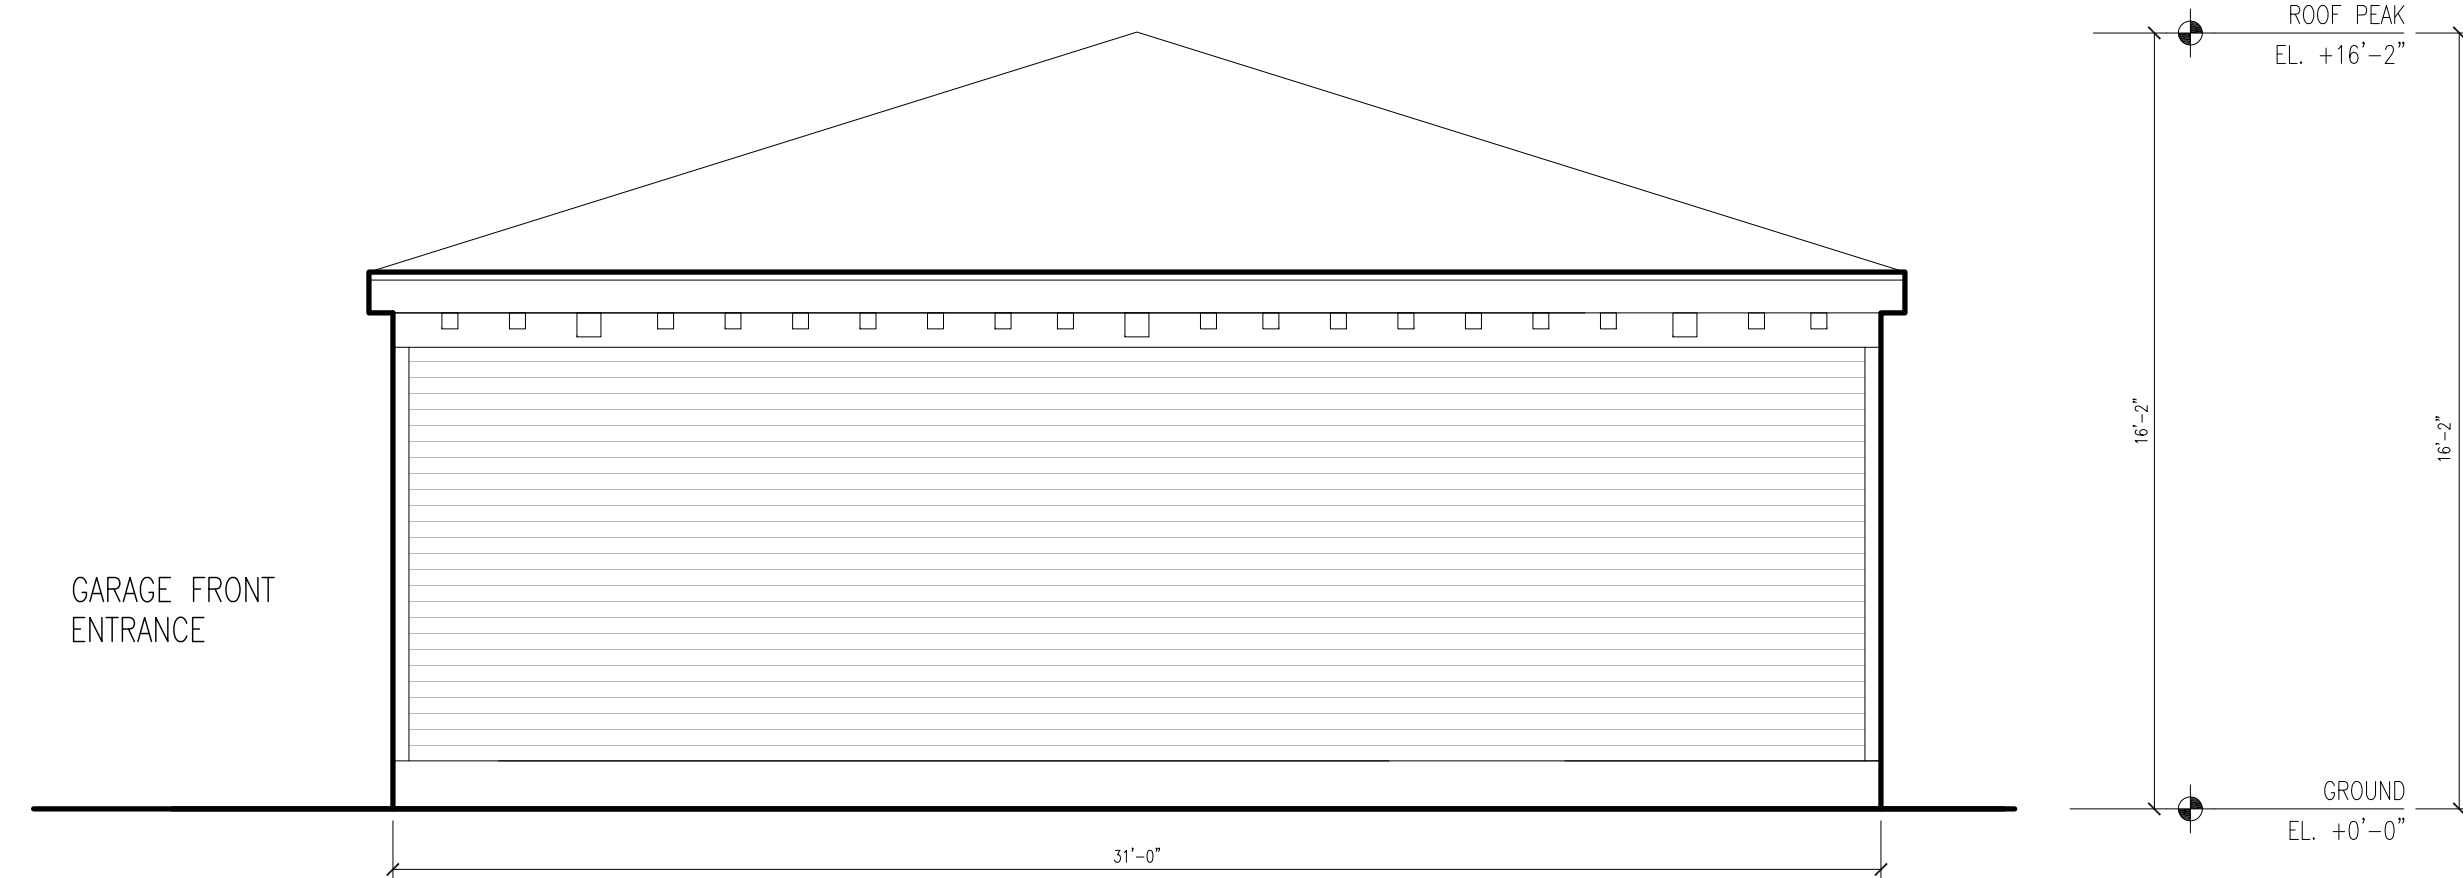 ROOF PEAK
EL. +16'-2"
16'-2"
16'-2"
GARAGE FRONT
ENTRANCE
GROUND
EL. +0'-0"
31'-0"